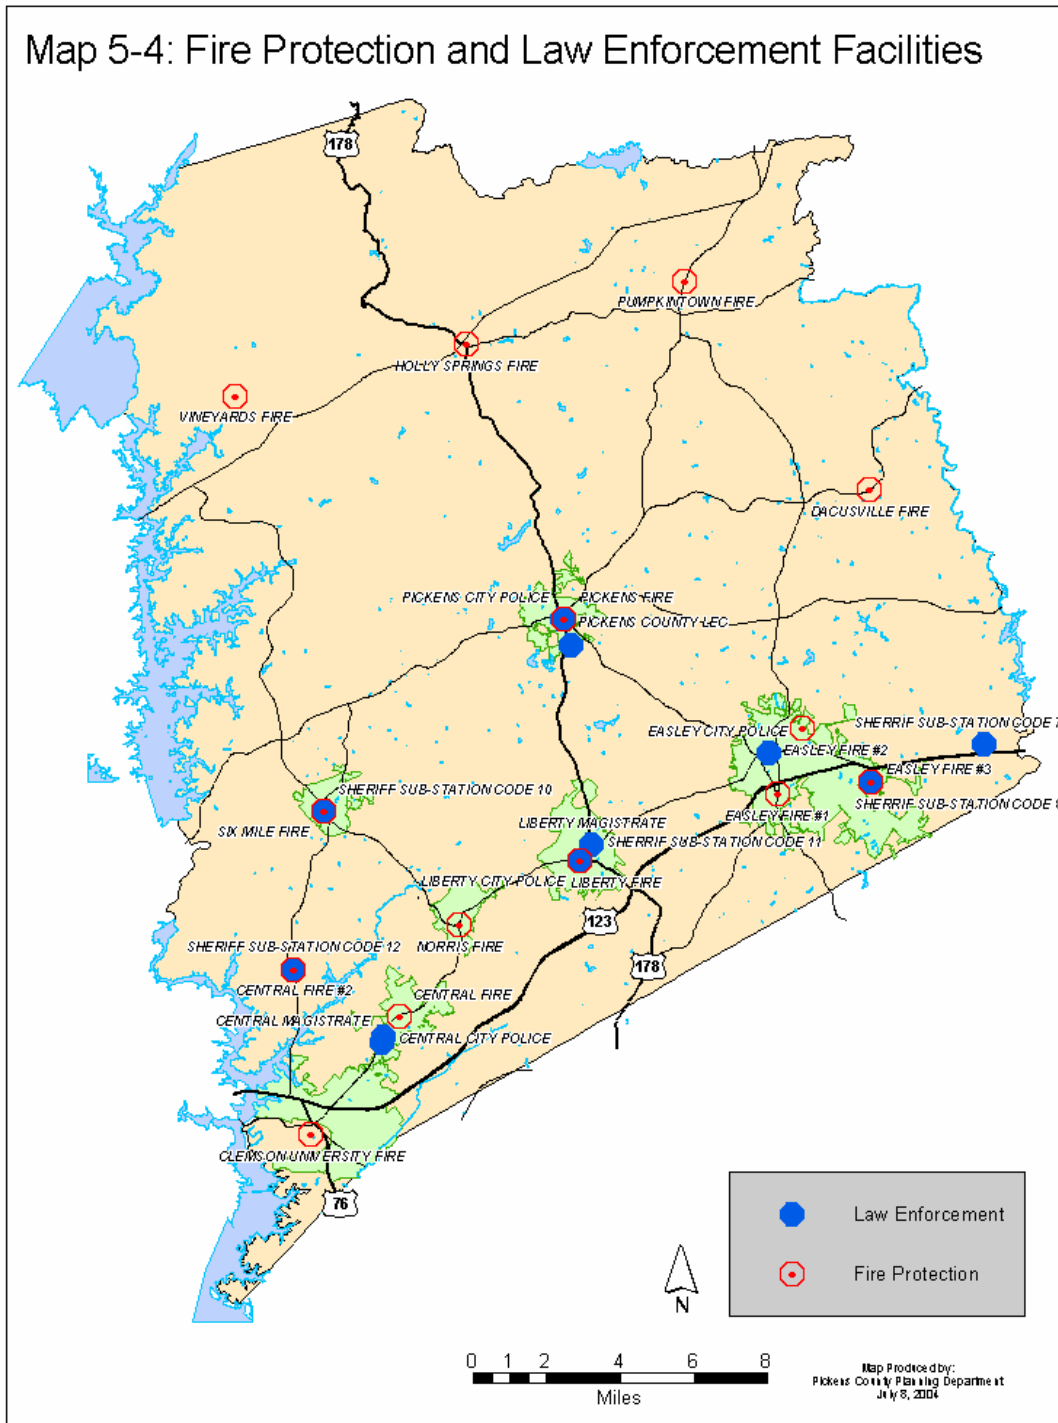 Map 5-4: Fire Protection and Law Enforcement Facilities
178
PUMPKINTOWN FIRE
HOLLY SPRINGS FIRE
VINEYARDS FIRE
DACUSVILLE FIRE
PICKENS CITY POLICE
PICKENS FIRE
PICKENS COUNTY LEC
EASLEY CITY POLICE
SHERRIF SUB-STATION CODE 7
EASLEY FIRE #2
EASLEY FIRE #3
SHERIFF SUB-STATION CODE 10
SHERRIF SUB-STATION CODE
EASLEY FIRE #1
SIX MILE FIRE
LIBERTY MAGISTRATE
SHERRIF SUB-STATION CODE 11
LIBERTY CITY POLICE
LIBERTY FIRE
123
NORRIS FIRE
SHERIFF SUB-STATION CODE 12
178
CENTRAL FIRE #2
CENTRAL FIRE
CENTRAL MAGISTRATE
CENTRAL CITY POLICE
CLEMSON UNIVERSITY FIRE
76
Law Enforcement
Fire Protection
N
0 1 2 4 6 8
Miles
Map Produced by:
Pickens County Planning Department
July 8, 2004